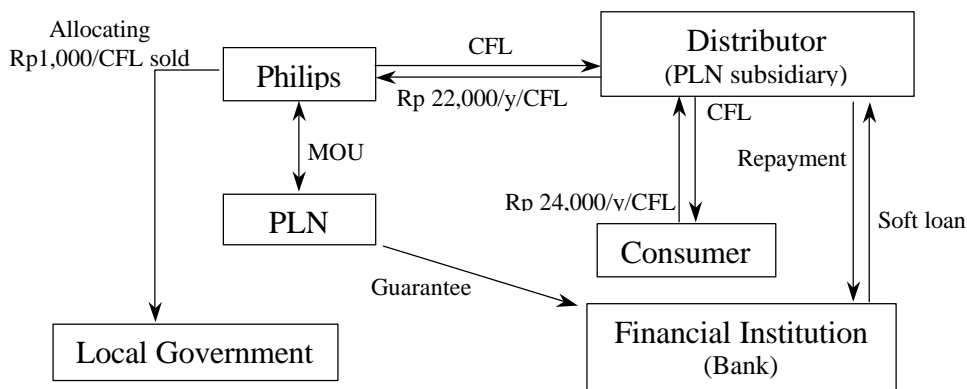 Allocating
Rp1,000/CFL sold
Philips
CFL
Rp 22,000/y/CFL
Distributor
(PLN subsidiary)
MOU
CFL
Repayment
PLN
Rp 24,000/y/CFL
Soft loan
Consumer
Guarantee
Local Government
Financial Institution
(Bank)